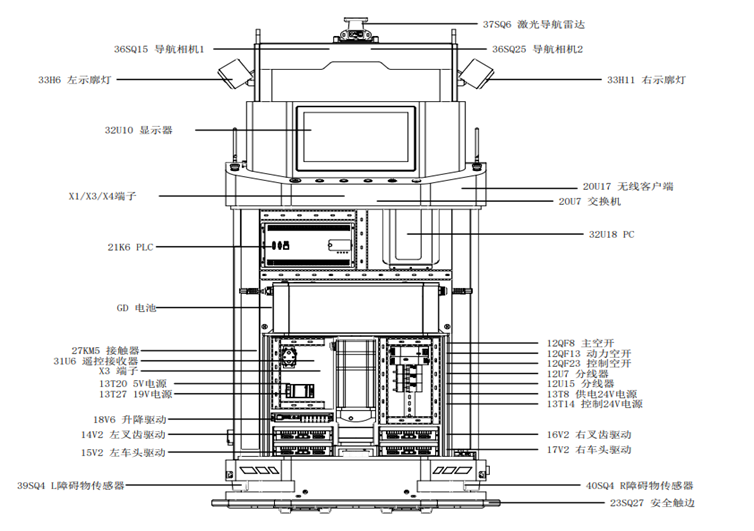 37SQ6 激光导航雷达
36SQ15 导航相机1
36SQ25 导航相机2
33H6 左示廓灯
33H11 右示廓灯
32U10 显示器
X1/X3/X4端子
20U17 无线客户端
20U7 交换机
21K6 PLC
32U18 PC
GD 电池
27KM5 接触器
31U6 遥控接收器
X3 端子
13T20 5V电源
13T27 19V电源
18V6 升降驱动
14V2 左叉齿驱动
15V2 左车头驱动
12QF8 主空开
12QF13 动力空开
12QF23 控制空开
12U7 分线器
12U15 分线器
13T8 供电24V电源
13T14 控制24V电源
16V2 右叉齿驱动
17V2 右车头驱动
39SQ4 L障碍物传感器
40SQ4 R障碍物传感器
23SQ27 安全触边